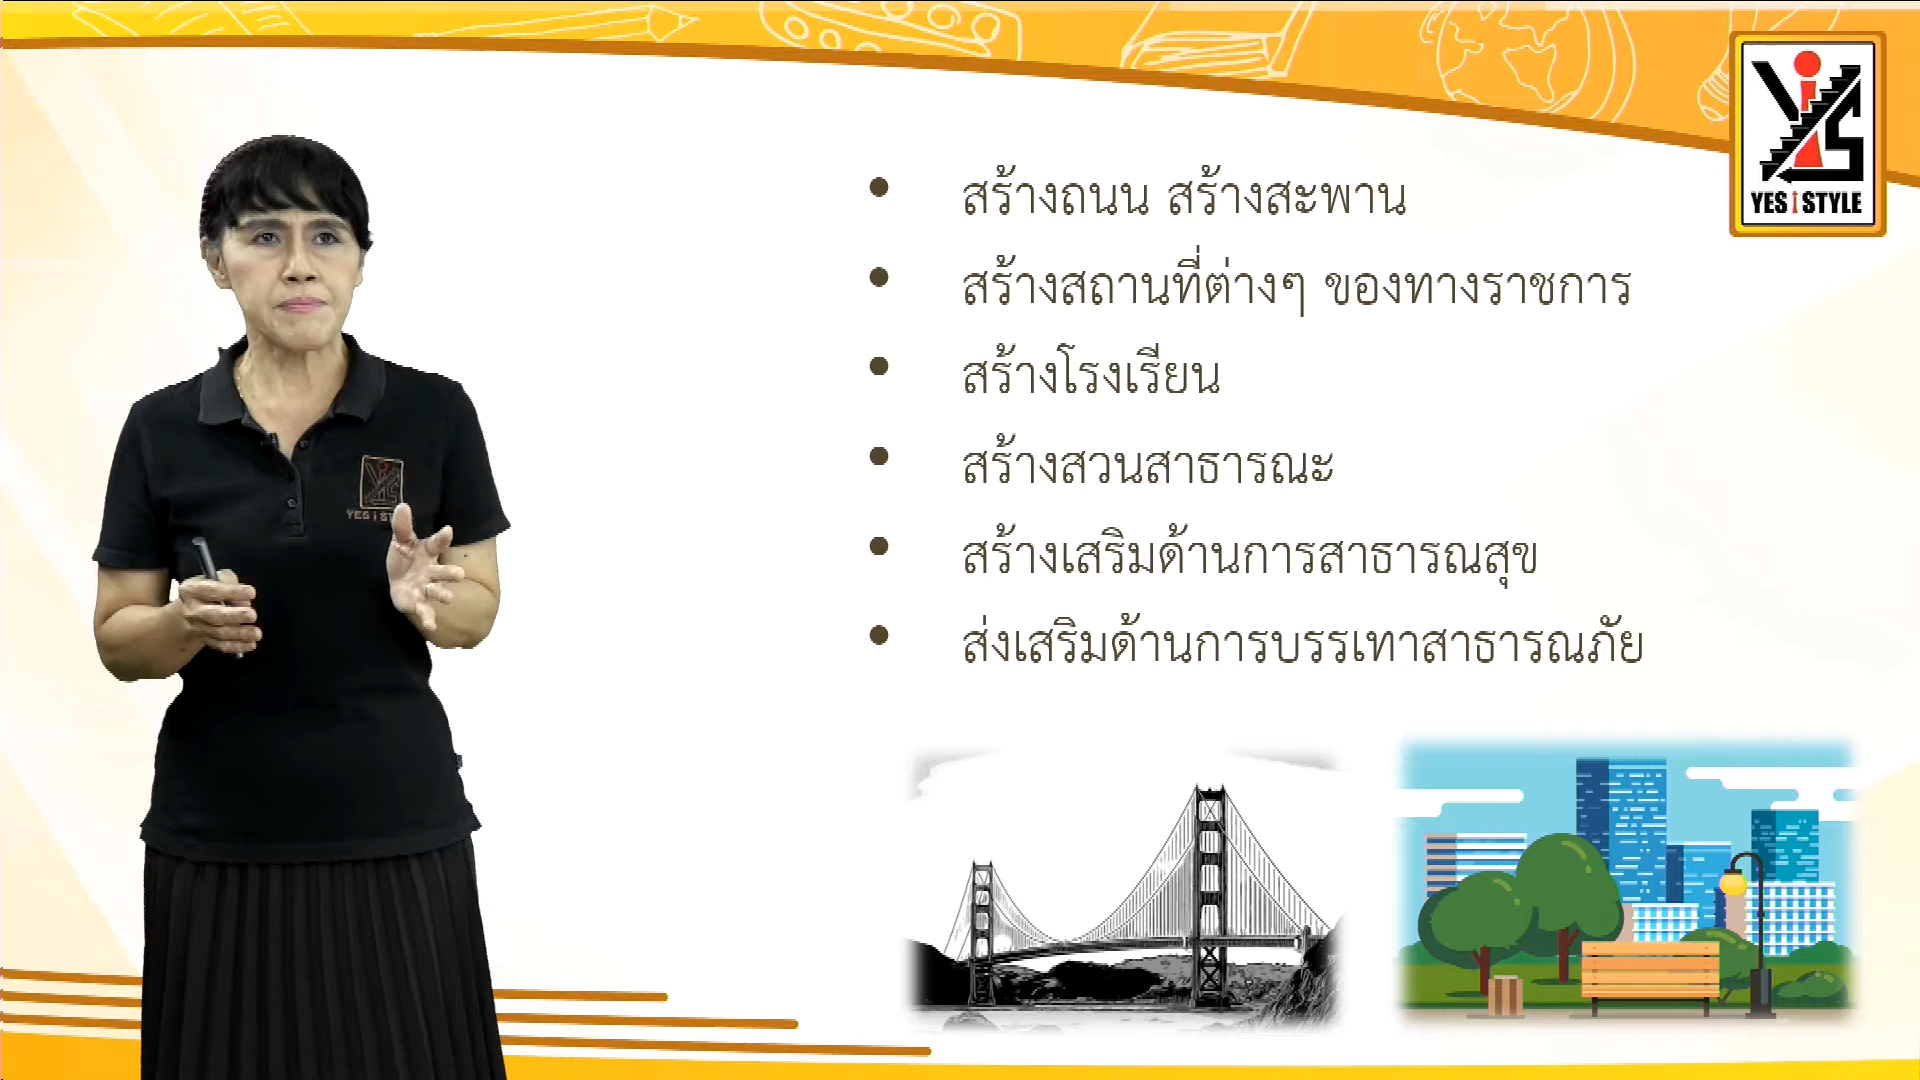 สร้างถนน สร้างสะพาน
สร้างสถานที่ต่างๆ ของทางราชการ
สร้างโรงเรียน
สร้างสวนสาธารณะ
สร้างเสริมด้านการสาธารณสุข
ส่งเสริมด้านการบรรเทาสาธารณภัย
YiS
YES i STYLE